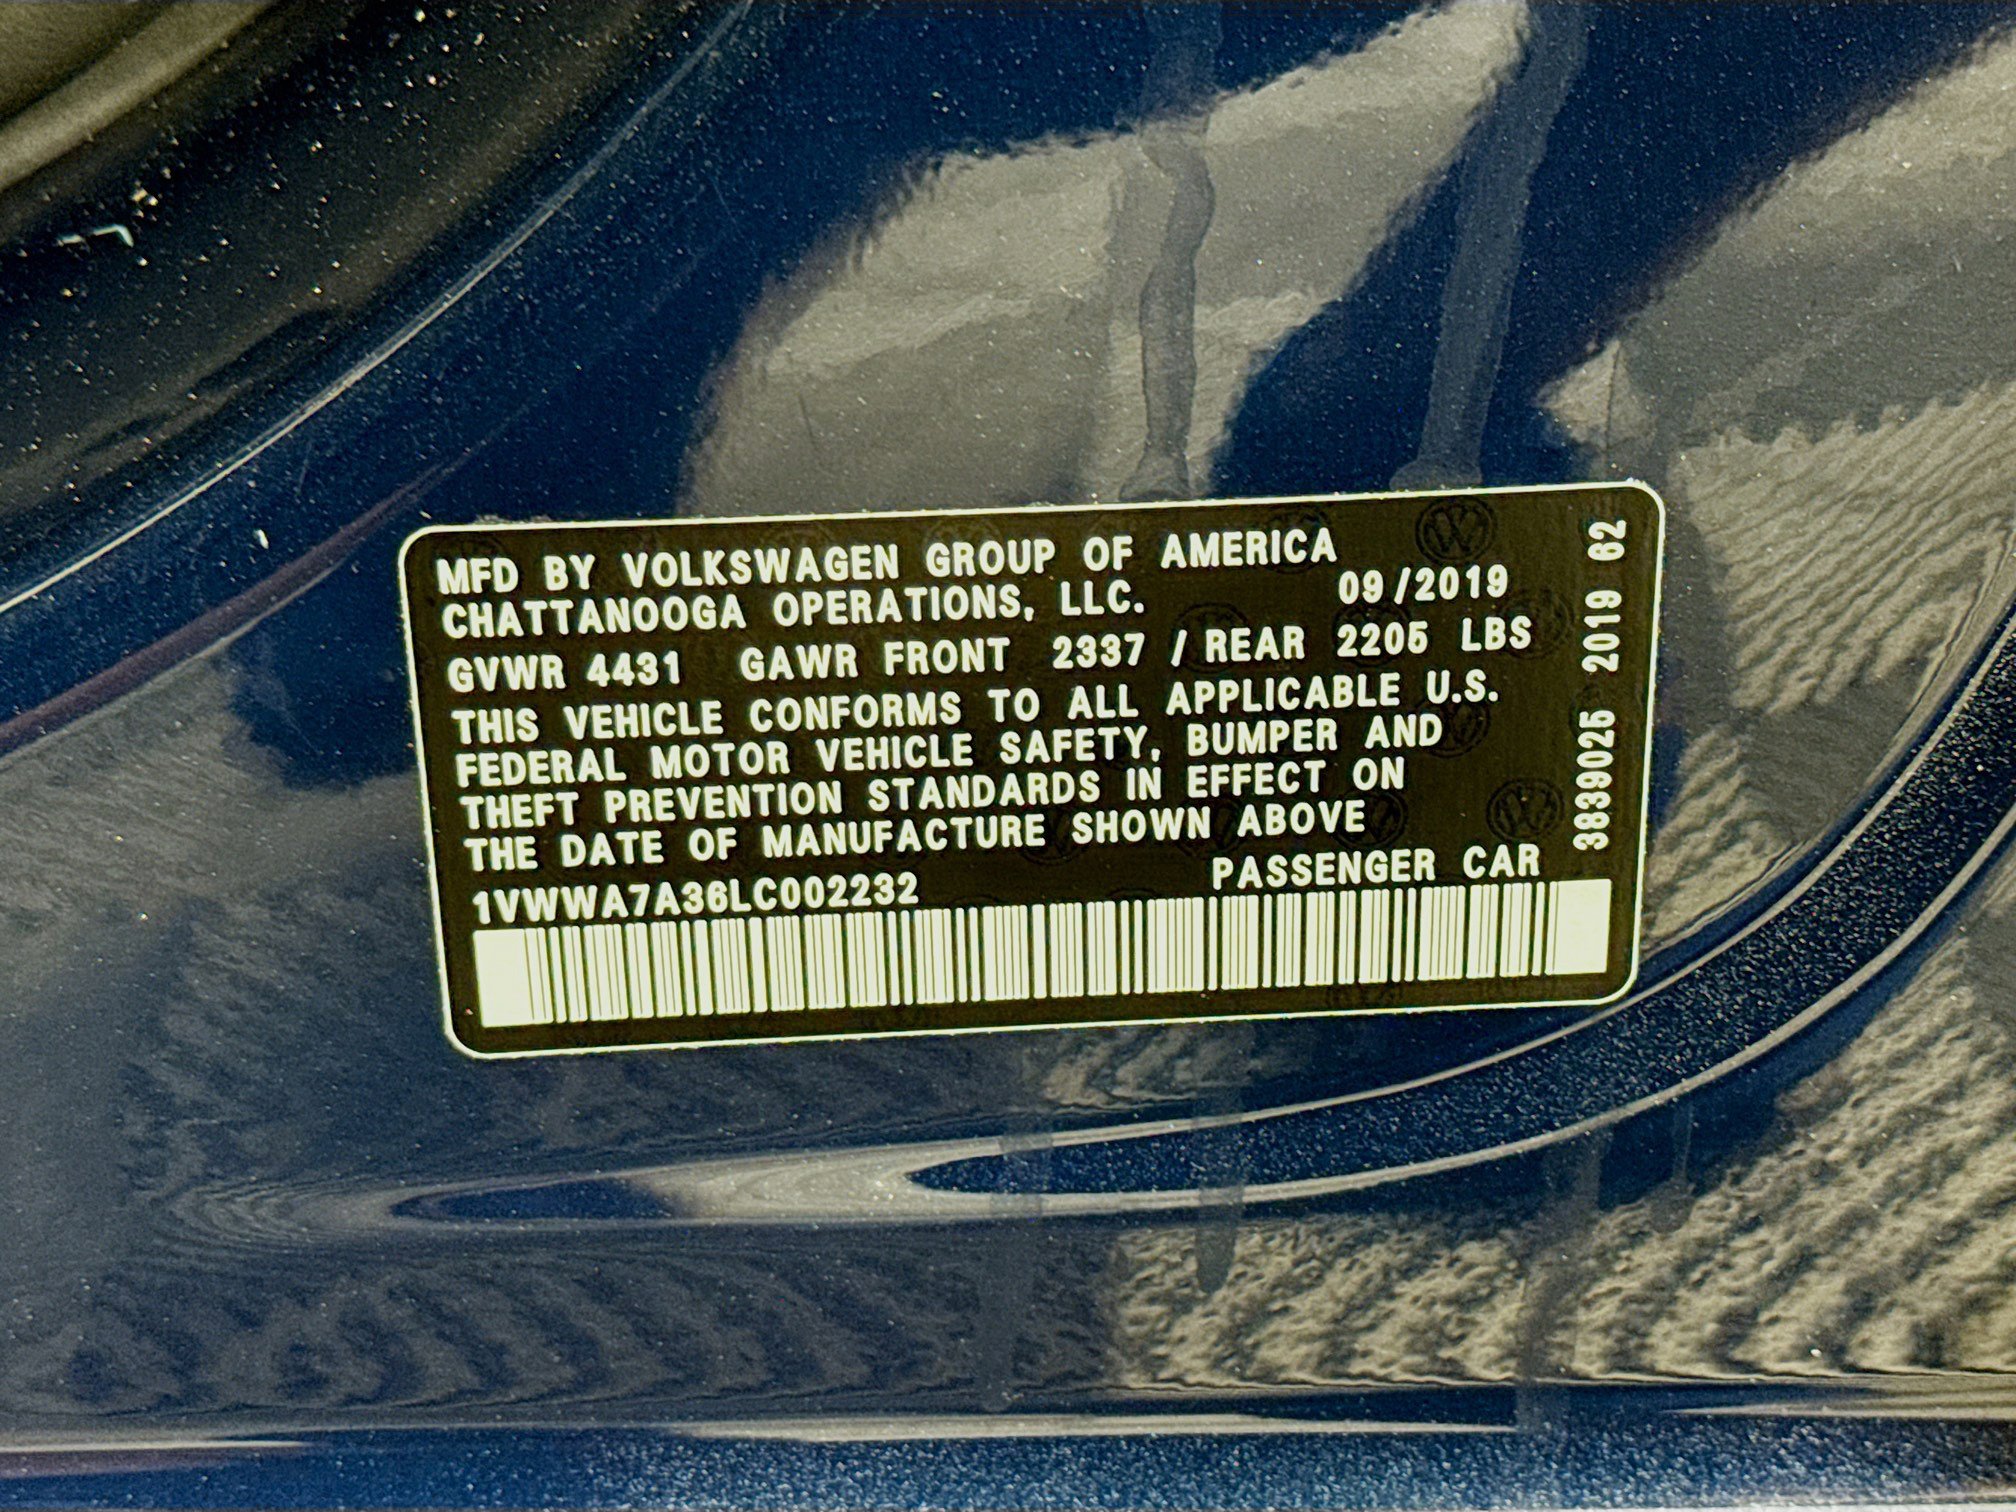 MFD BY VOLKSWAGEN GROUP OF AMERICA
CHATTANOOGA OPERATIONS, LLC. 09/2019
GVWR 4431 GAWR FRONT 2337 / REAR 2205 LBS
THIS VEHICLE CONFORMS TO ALL APPLICABLE U.S.
FEDERAL MOTOR VEHICLE SAFETY, BUMPER AND
THEFT PREVENTION STANDARDS IN EFFECT ON
THE DATE OF MANUFACTURE SHOWN ABOVE
1VWWA7A36LC002232 PASSENGER CAR
3839025 2019 62